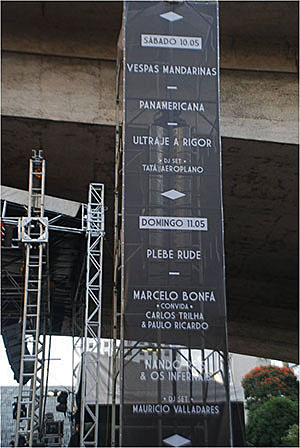 SÁBADO 10.05
VESPAS MANDARINAS
PANAMERICANA
ULTRAJE A RIGOR
• DJ SET •
TATÁ AEROPLANO
DOMINGO 11.05
PLEBE RUDE
MARCELO BONFÁ
• CONVIDA •
CARLOS TRILHA
& PAULO RICARDO
NANDO
& OS INFERNAIS
• DJ SET •
MAURICIO VALLADARES